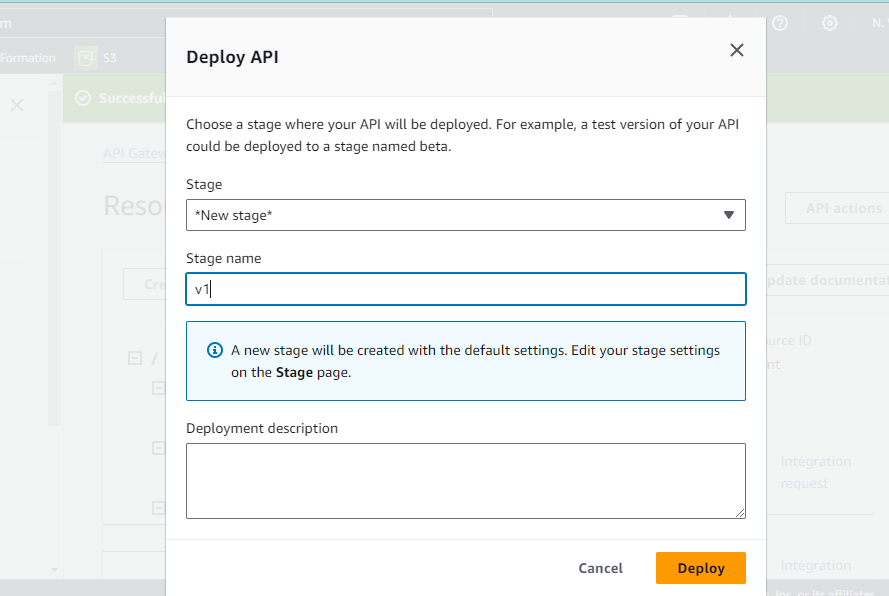 m
N.
Formation
S3
Deploy API
Successful
Choose a stage where your API will be deployed. For example, a test version of your API
could be deployed to a stage named beta.
API Gatew
Stage
*New stage*
Reso
API actions
Stage name
v1
Cre
pdate documentat
A new stage will be created with the default settings. Edit your stage settings
on the Stage page.
ource ID
/
nt
Deployment description
Integration
request
Cancel
Deploy
Integration
Inc. or its affiliates.